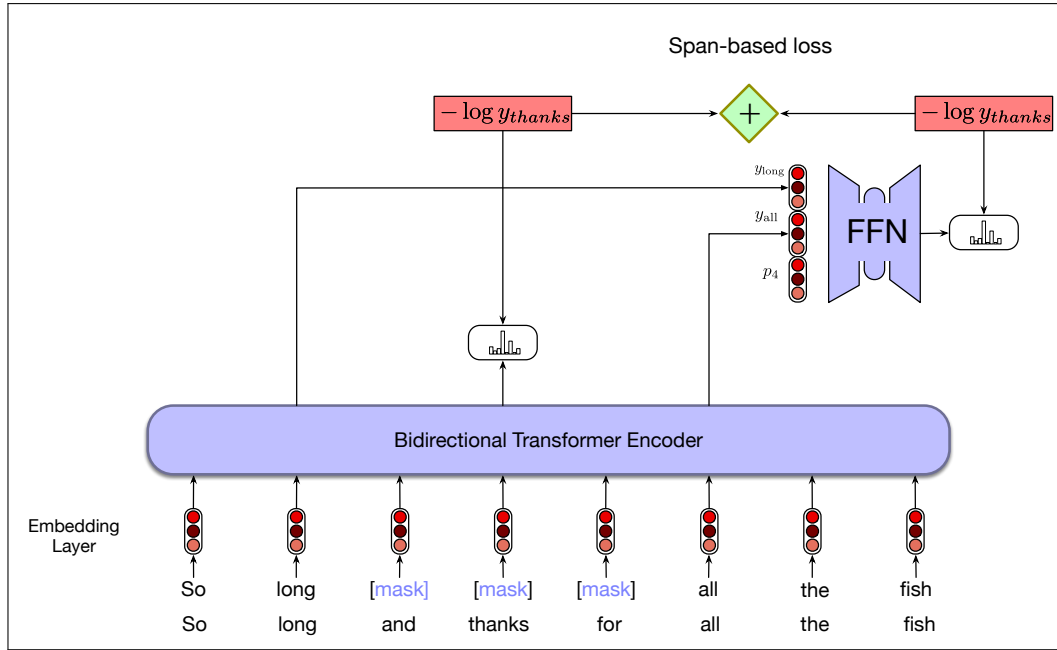 Span-based loss
− log y_thanks + − log y_thanks
y_long
y_all
p_4
FFN
Bidirectional Transformer Encoder
Embedding
Layer
So long [mask] [mask] [mask] all the fish
So long and thanks for all the fish